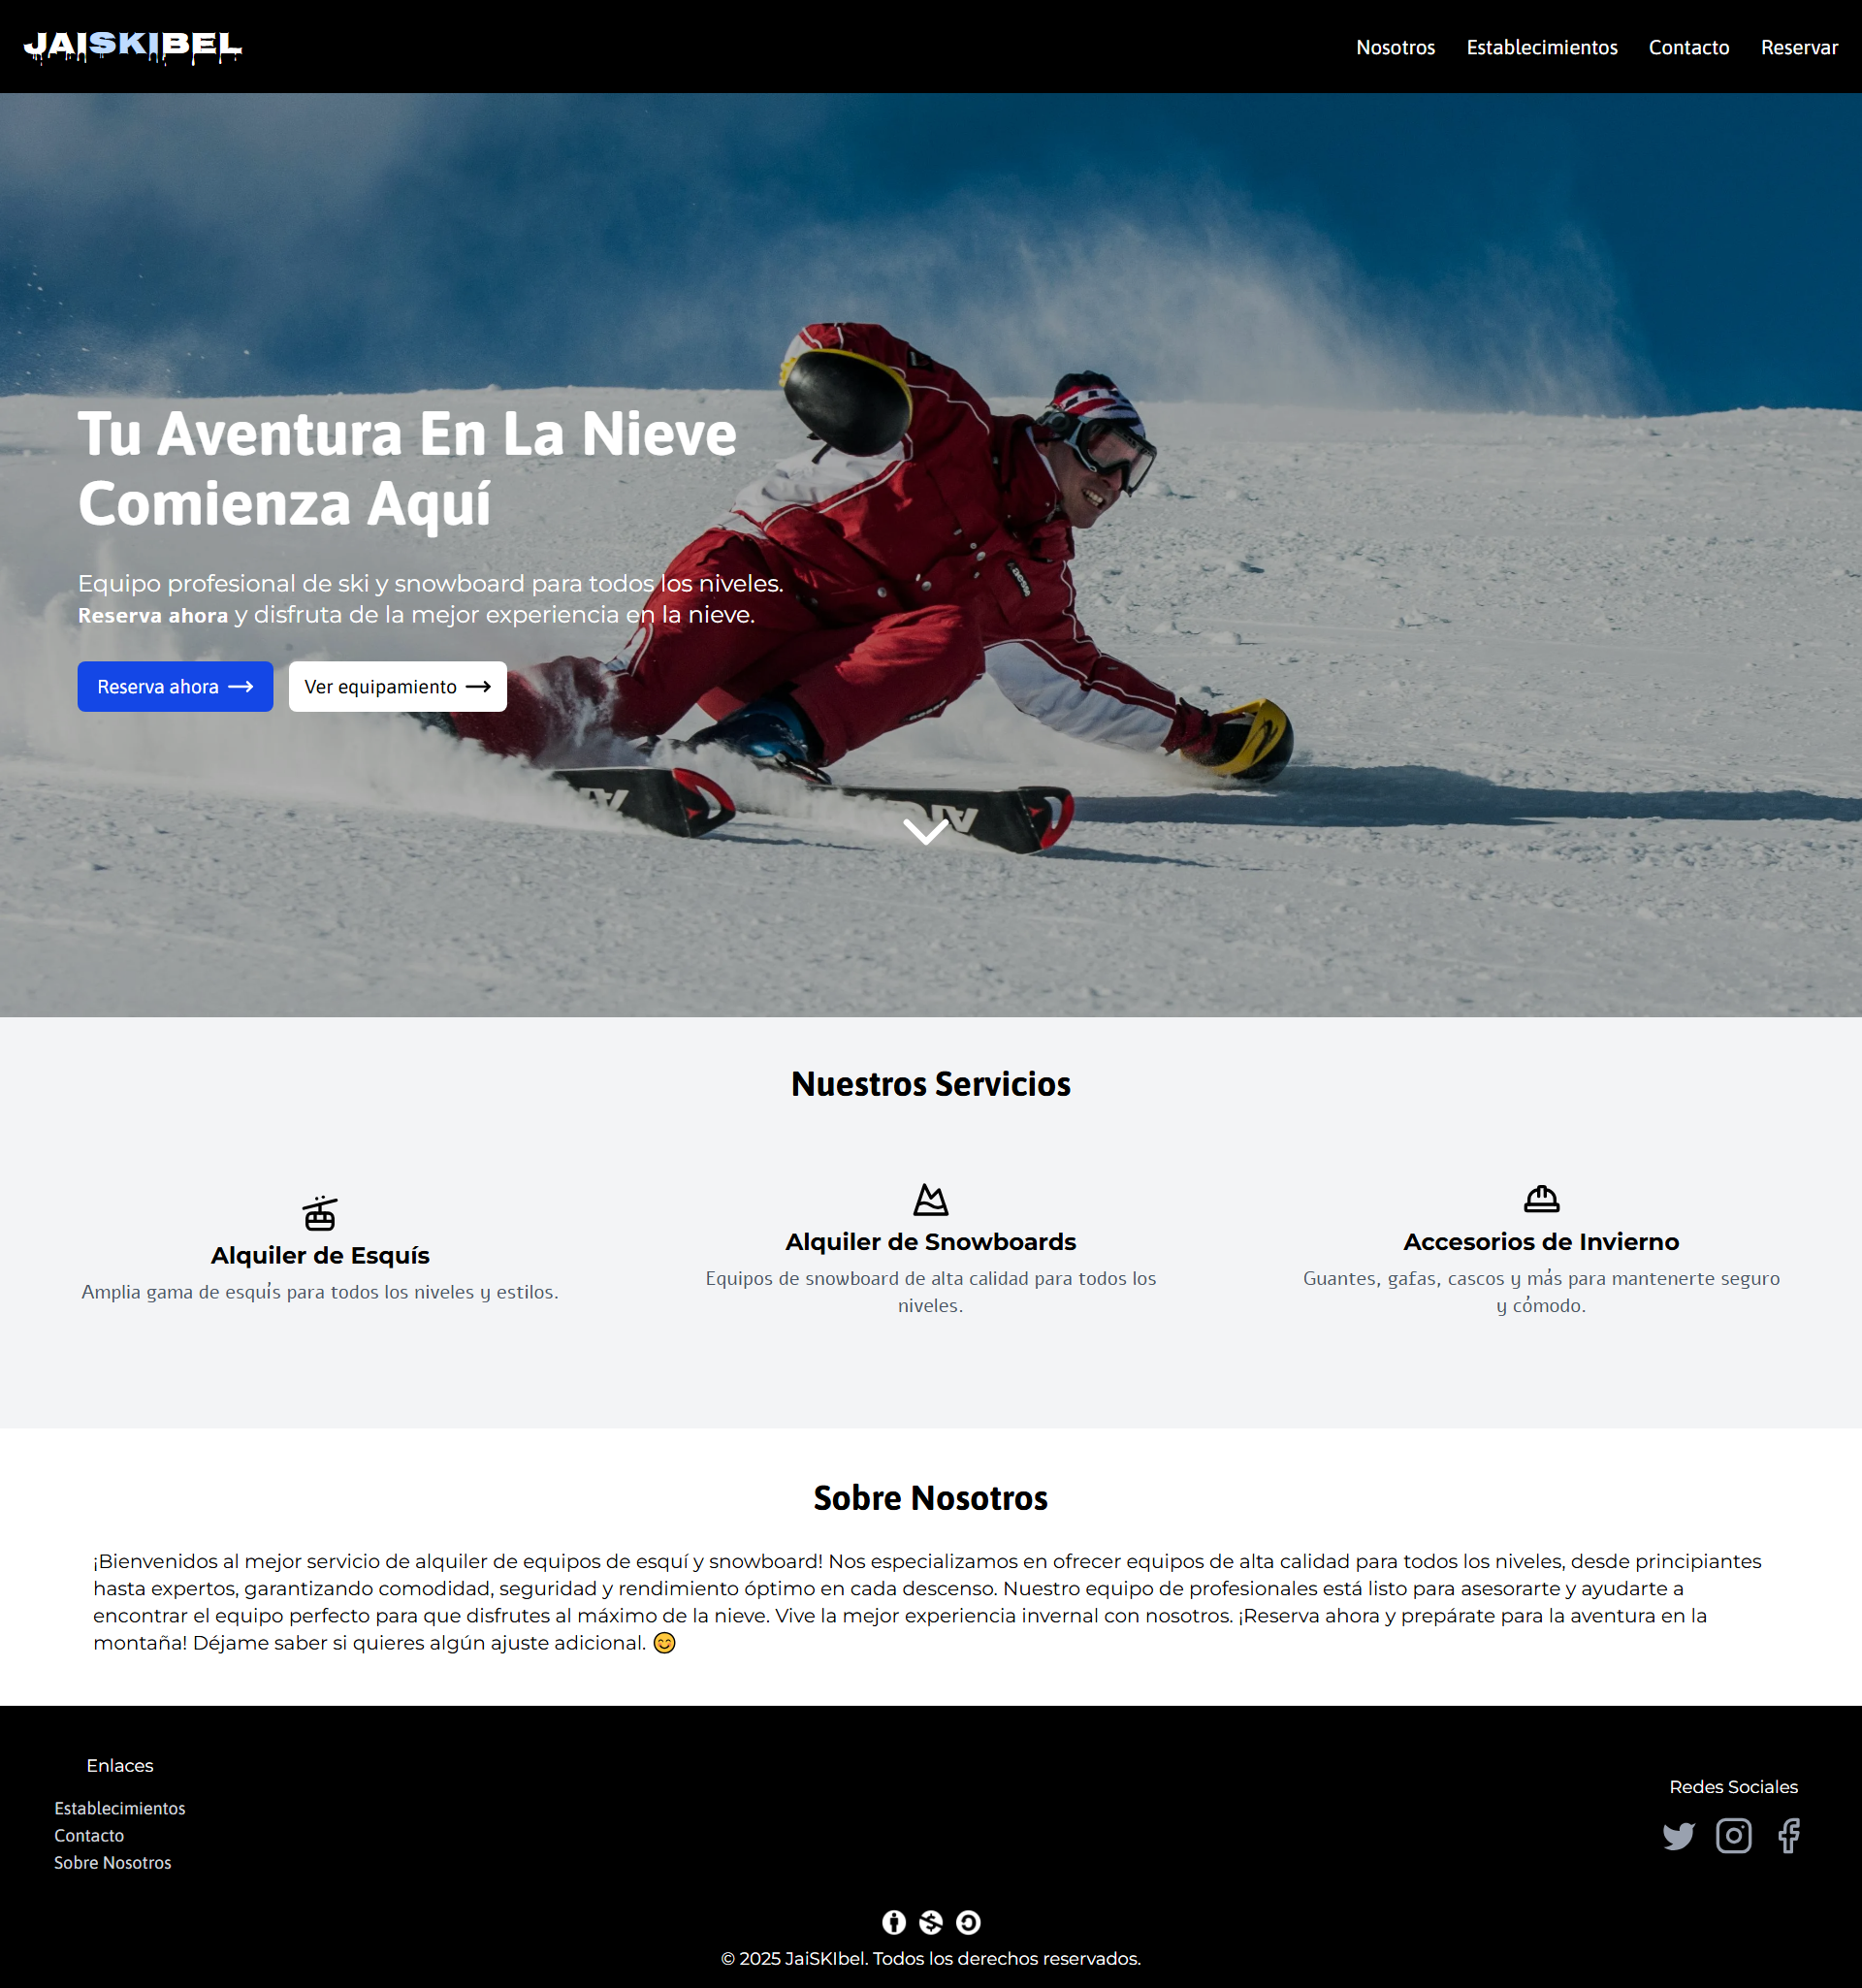 JAISKIBEL
Nosotros Establecimientos Contacto Reservar
Tu Aventura En La Nieve
Comienza Aquí
Equipo profesional de ski y snowboard para todos los niveles.
Reserva ahora y disfruta de la mejor experiencia en la nieve.
Reserva ahora
Ver equipamiento
Nuestros Servicios
Alquiler de Esquís
Amplia gama de esquís para todos los niveles y estilos.
Alquiler de Snowboards
Equipos de snowboard de alta calidad para todos los
niveles.
Accesorios de Invierno
Guantes, gafas, cascos y más para mantenerte seguro
y cómodo.
Sobre Nosotros
¡Bienvenidos al mejor servicio de alquiler de equipos de esquí y snowboard! Nos especializamos en ofrecer equipos de alta calidad para todos los niveles, desde principiantes
hasta expertos, garantizando comodidad, seguridad y rendimiento óptimo en cada descenso. Nuestro equipo de profesionales está listo para asesorarte y ayudarte a
encontrar el equipo perfecto para que disfrutes al máximo de la nieve. Vive la mejor experiencia invernal con nosotros. ¡Reserva ahora y prepárate para la aventura en la
montaña! Déjame saber si quieres algún ajuste adicional. 😊
Enlaces
Establecimientos
Contacto
Sobre Nosotros
Redes Sociales
© 2025 JaiSKIbel. Todos los derechos reservados.